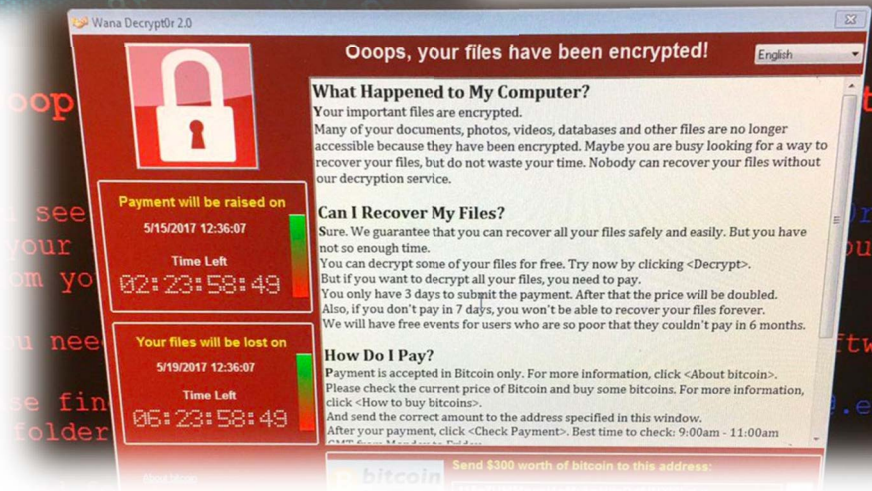 Wana Decrypt0r 2.0
Ooops, your files have been encrypted!
English
What Happened to My Computer?
Your important files are encrypted.
Many of your documents, photos, videos, databases and other files are no longer
accessible because they have been encrypted. Maybe you are busy looking for a way to
recover your files, but do not waste your time. Nobody can recover your files without
our decryption service.
Can I Recover My Files?
Sure. We guarantee that you can recover all your files safely and easily. But you have
not so enough time.
You can decrypt some of your files for free. Try now by clicking <Decrypt>.
But if you want to decrypt all your files, you need to pay.
You only have 3 days to submit the payment. After that the price will be doubled.
Also, if you don't pay in 7 days, you won't be able to recover your files forever.
We will have free events for users who are so poor that they couldn't pay in 6 months.
How Do I Pay?
Payment is accepted in Bitcoin only. For more information, click <About bitcoin>.
Please check the current price of Bitcoin and buy some bitcoins. For more information,
click <How to buy bitcoins>.
And send the correct amount to the address specified in this window.
After your payment, click <Check Payment>. Best time to check: 9:00am - 11:00am
GMT from Monday to Friday.
Payment will be raised on
5/15/2017 12:36:07
Time Left
02:23:58:49
Your files will be lost on
5/19/2017 12:36:07
Time Left
06:23:58:49
About bitcoin
bitcoin
Send $300 worth of bitcoin to this address:
see
your
nee
fin
folder